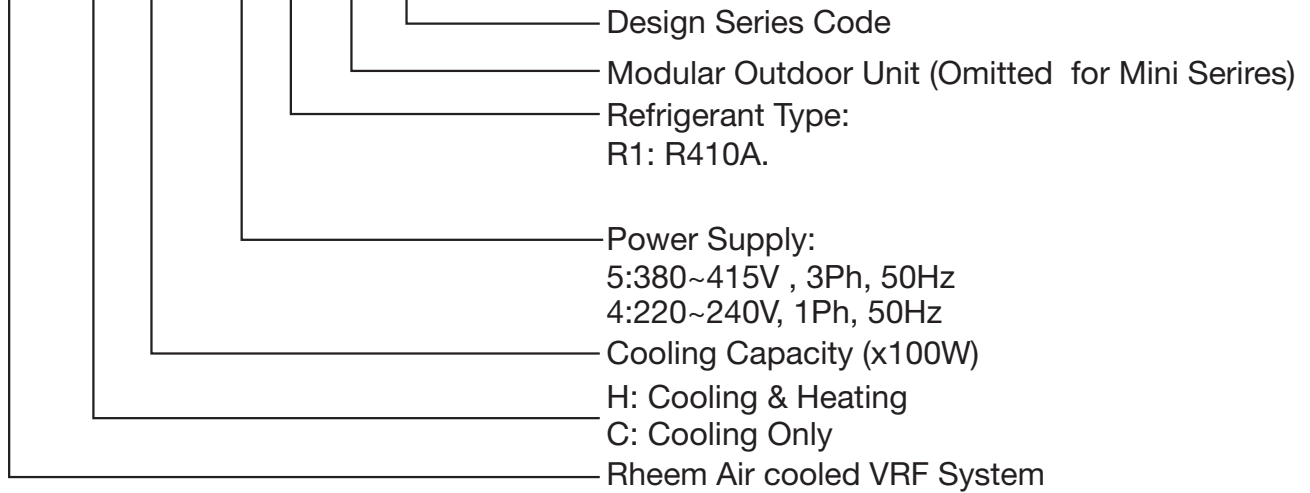 Design Series Code
Modular Outdoor Unit (Omitted  for Mini Serires)
Refrigerant Type:
R1: R410A.
Power Supply:
5:380~415V , 3Ph, 50Hz
4:220~240V, 1Ph, 50Hz
Cooling Capacity (x100W)
H: Cooling & Heating
C: Cooling Only
Rheem Air cooled VRF System